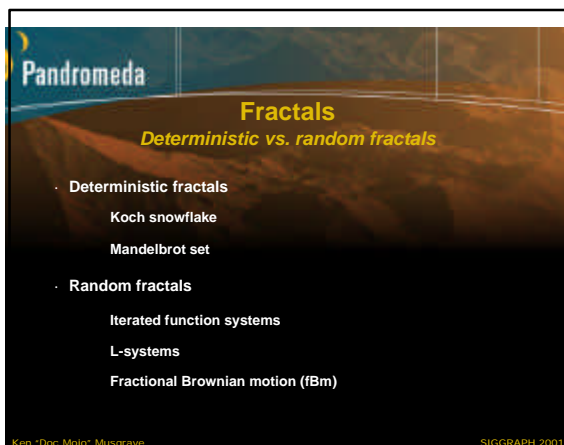 Pandromeda
Fractals
Deterministic vs. random fractals
· Deterministic fractals
Koch snowflake
Mandelbrot set
· Random fractals
Iterated function systems
L-systems
Fractional Brownian motion (fBm)
Ken "Doc Mojo" Musgrave SIGGRAPH 2001